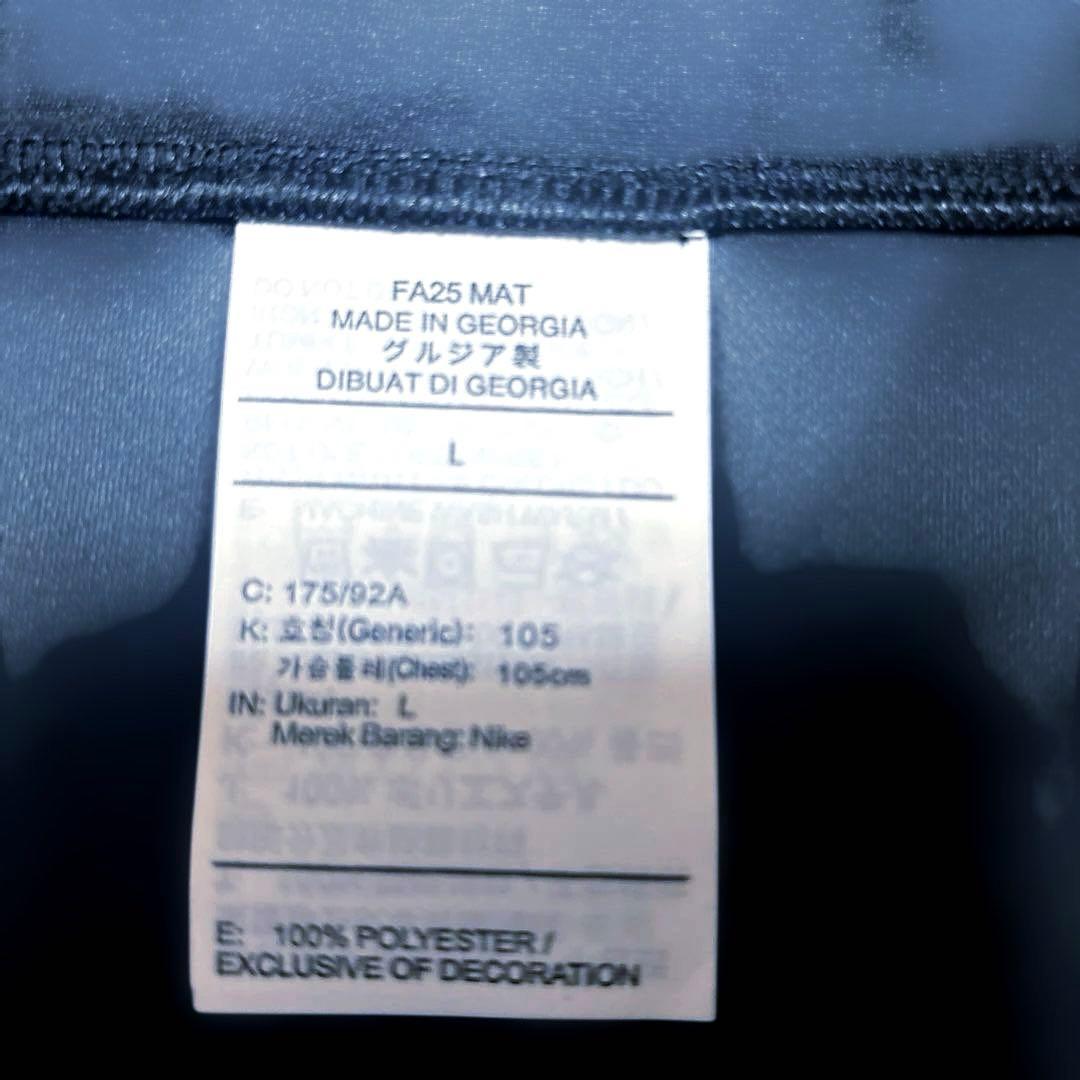 FA25 MAT
MADE IN GEORGIA
グルジア製
DIBUAT DI GEORGIA
L
C: 175/92A
K: 호칭(Generic): 105
가슴둘레(Chest): 105cm
IN: Ukuran: L
Merek Barang: Nike
E: 100% POLYESTER /
EXCLUSIVE OF DECORATION